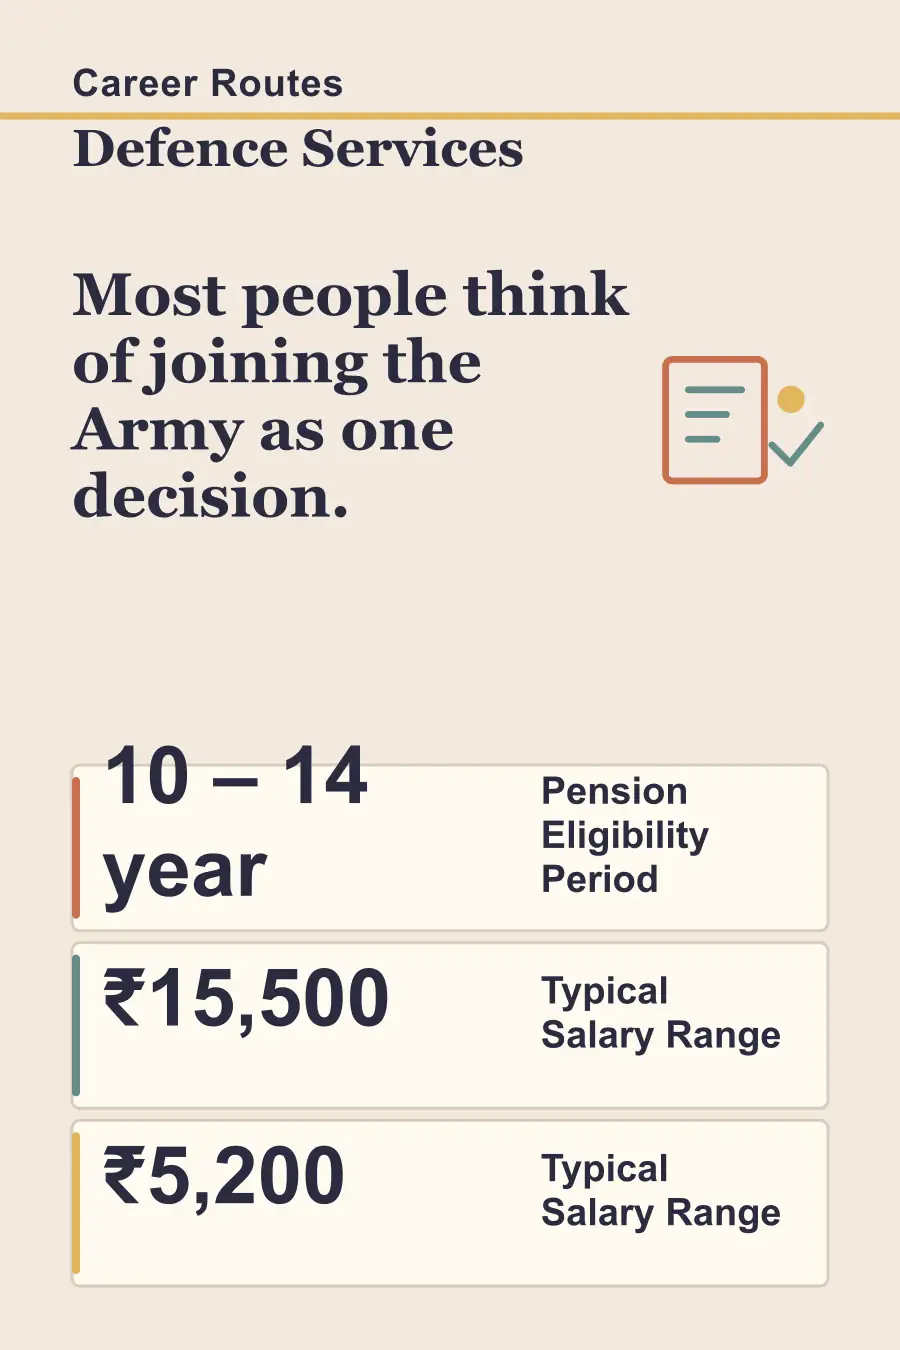 Career Routes
Defence Services
Most people think
of joining the
Army as one
decision.
10 – 14
year
Pension
Eligibility
Period
₹15,500
Typical
Salary Range
₹5,200
Typical
Salary Range